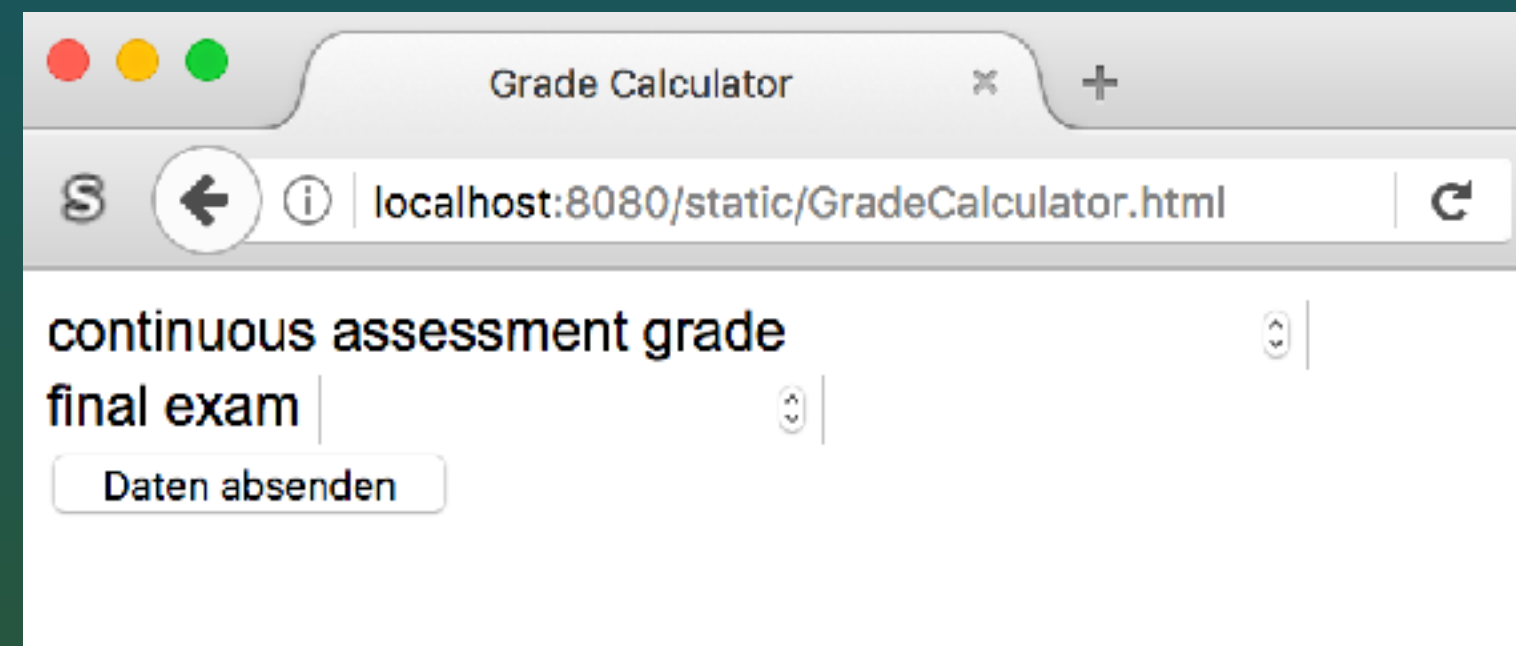 Grade Calculator
S localhost:8080/static/GradeCalculator.html
continuous assessment grade
final exam
Daten absenden